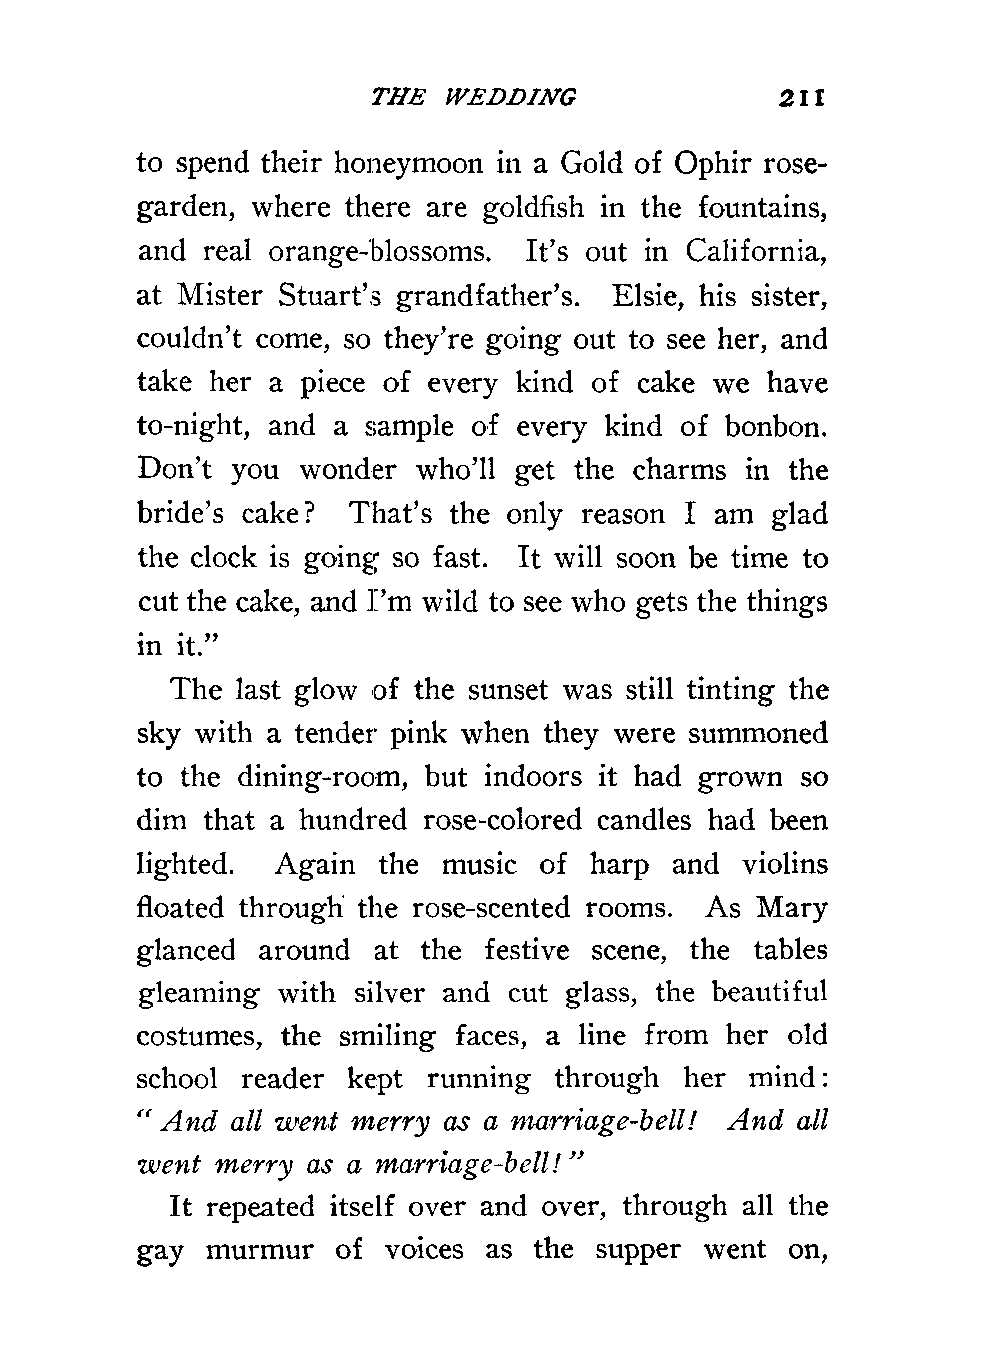 THE WEDDING 211
to spend their honeymoon in a Gold of Ophir rose-
garden, where there are goldfish in the fountains,
and real orange-blossoms. It's out in California,
at Mister Stuart's grandfather's. Elsie, his sister,
couldn't come, so they're going out to see her, and
take her a piece of every kind of cake we have
to-night, and a sample of every kind of bonbon.
Don't you wonder who'll get the charms in the
bride's cake? That's the only reason I am glad
the clock is going so fast. It will soon be time to
cut the cake, and I'm wild to see who gets the things
in it."
The last glow of the sunset was still tinting the
sky with a tender pink when they were summoned
to the dining-room, but indoors it had grown so
dim that a hundred rose-colored candles had been
lighted. Again the music of harp and violins
floated through the rose-scented rooms. As Mary
glanced around at the festive scene, the tables
gleaming with silver and cut glass, the beautiful
costumes, the smiling faces, a line from her old
school reader kept running through her mind:
"And all went merry as a marriage-bell! And all
went merry as a marriage-bell!"
It repeated itself over and over, through all the
gay murmur of voices as the supper went on,